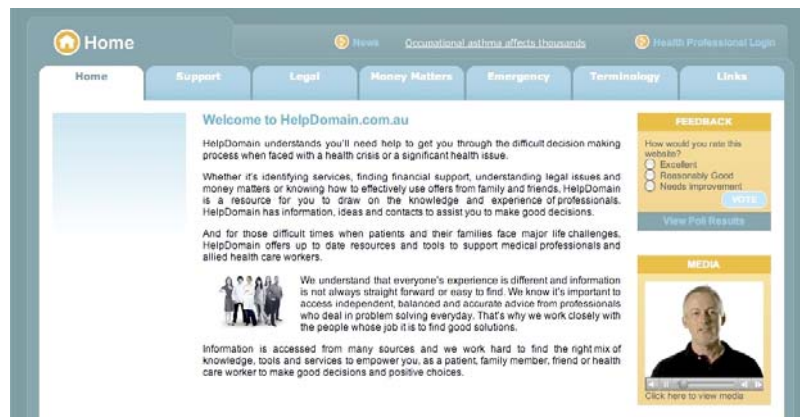 Home
News Occupational asthma affects thousands Health Professional Login
Home Support Legal Money Matters Emergency Terminology Links
Welcome to HelpDomain.com.au
HelpDomain understands you'll need help to get you through the difficult decision making
process when faced with a health crisis or a significant health issue.
Whether it's identifying services, finding financial support, understanding legal issues and
money matters or knowing how to effectively use offers from family and friends, HelpDomain
is a resource for you to draw on the knowledge and experience of professionals.
HelpDomain has information, ideas and contacts to assist you to make good decisions.
And for those difficult times when patients and their families face major life challenges,
HelpDomain offers up to date resources and tools to support medical professionals and
allied health care workers.
We understand that everyone's experience is different and information
is not always straight forward or easy to find. We know it's important to
access independent, balanced and accurate advice from professionals
who deal in problem solving everyday. That's why we work closely with
the people whose job it is to find good solutions.
Information is accessed from many sources and we work hard to find the right mix of
knowledge, tools and services to empower you, as a patient, family member, friend or health
care worker to make good decisions and positive choices.
FEEDBACK
How would you rate this
website?
Excellent
Reasonably Good
Needs improvement
VOTE
View Poll Results
MEDIA
Click here to view media